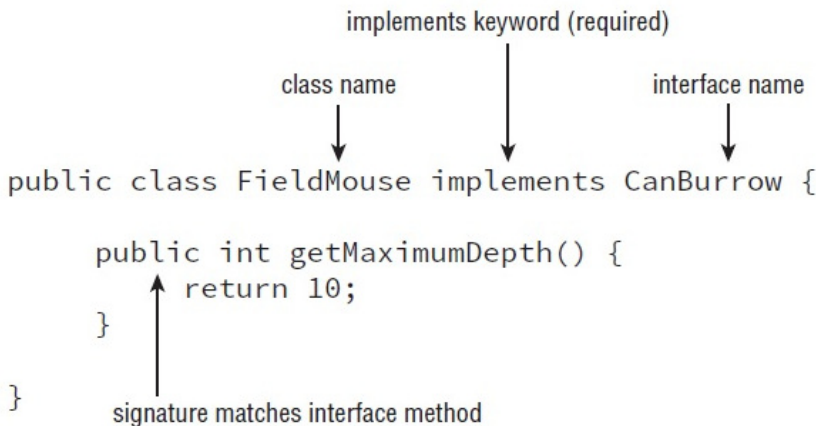 implements keyword (required)
class name
interface name
public class FieldMouse implements CanBurrow {
public int getMaximumDepth() {
return 10;
}
}
signature matches interface method